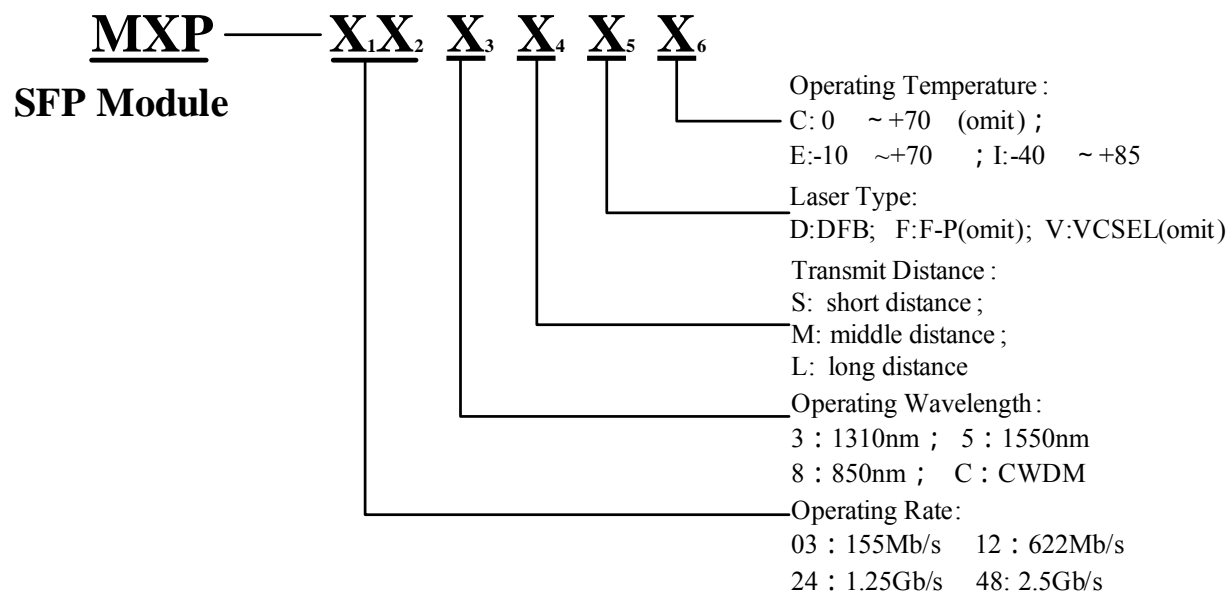 MXP X₁X₂ X₃ X₄ X₅ X₆
SFP Module
Operating Temperature :
C: 0 ~ +70 (omit) ;
E:-10 ~+70 ; I:-40 ~ +85
Laser Type:
D:DFB; F:F-P(omit); V:VCSEL(omit)
Transmit Distance :
S: short distance ;
M: middle distance ;
L: long distance
Operating Wavelength :
3 : 1310nm ; 5 : 1550nm
8 : 850nm ; C : CWDM
Operating Rate:
03 : 155Mb/s 12 : 622Mb/s
24 : 1.25Gb/s 48: 2.5Gb/s